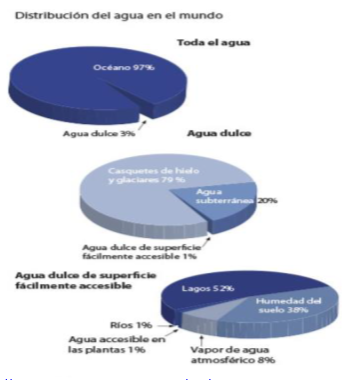 Distribución del agua en el mundo
Toda el agua
Océano 97%
Agua dulce 3%
Agua dulce
Casquetes de hielo
y glaciares 79 %
Agua
subterránea 20%
Agua dulce de superficie
fácilmente accesible 1%
Agua dulce de superficie
fácilmente accesible
Lagos 52%
Humedad del
suelo 38%
Ríos 1%
Agua accesible en
las plantas 1%
Vapor de agua
atmosférico 8%